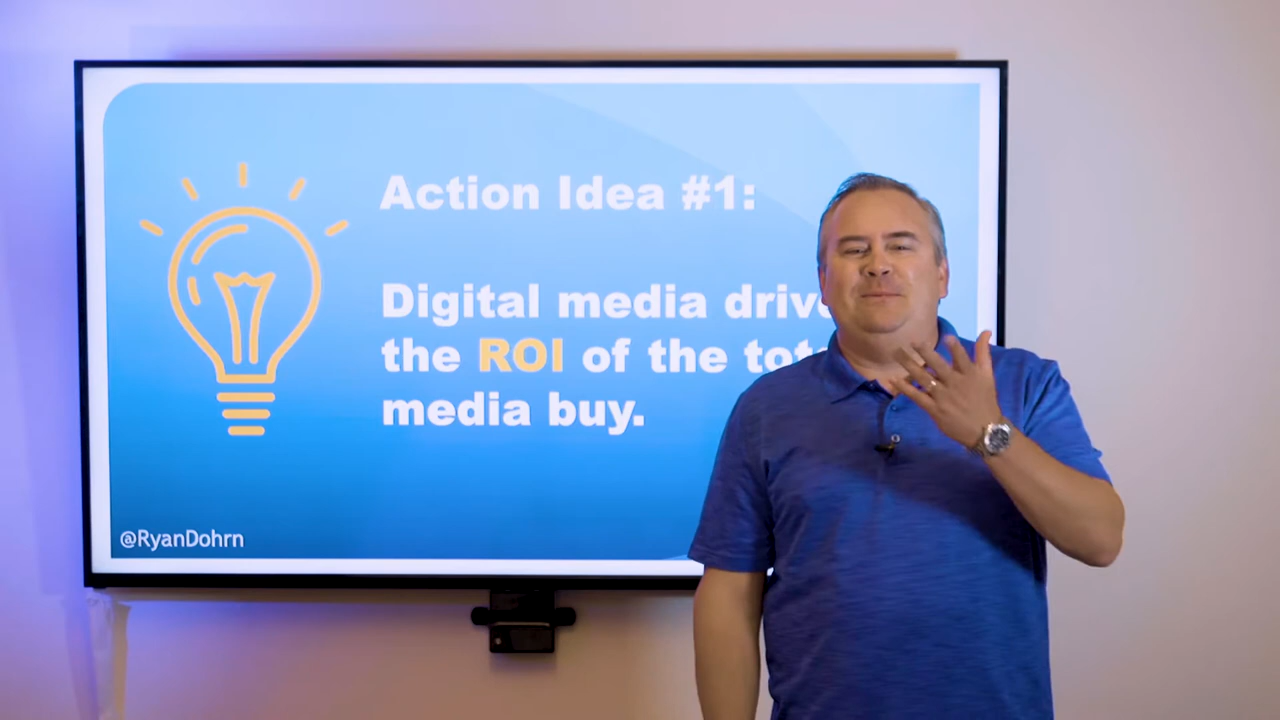 Action Idea #1:
Digital media
the ROI of the
media buy.
@RyanDohrn